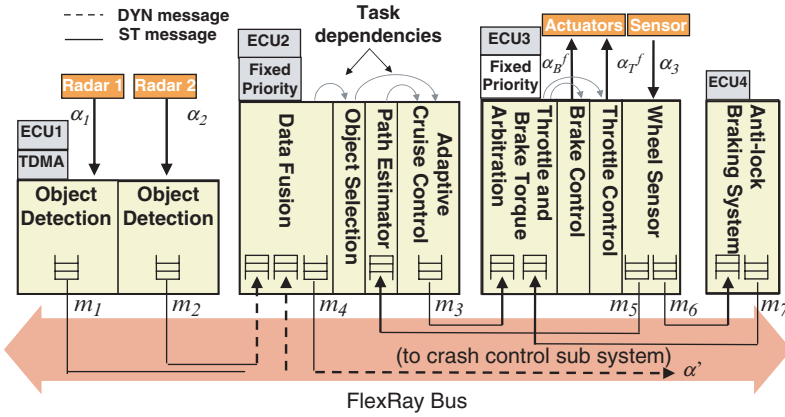 DYN message
ST message
Task
dependencies
ECU2
Fixed
Priority
ECU3
Fixed
Priority
Actuators
Sensor
α_B^f
α_T^f
α_3
ECU4
Radar 1
Radar 2
α_1
α_2
ECU1
TDMA
Object
Detection
Object
Detection
Data Fusion
Object Selection
Path Estimator
Adaptive
Cruise Control
Throttle and
Brake Torque
Arbitration
Brake Control
Throttle Control
Wheel Sensor
Anti-lock
Braking System
m_1
m_2
m_4
m_3
m_5
m_6
m_7
(to crash control sub system)
α'
FlexRay Bus